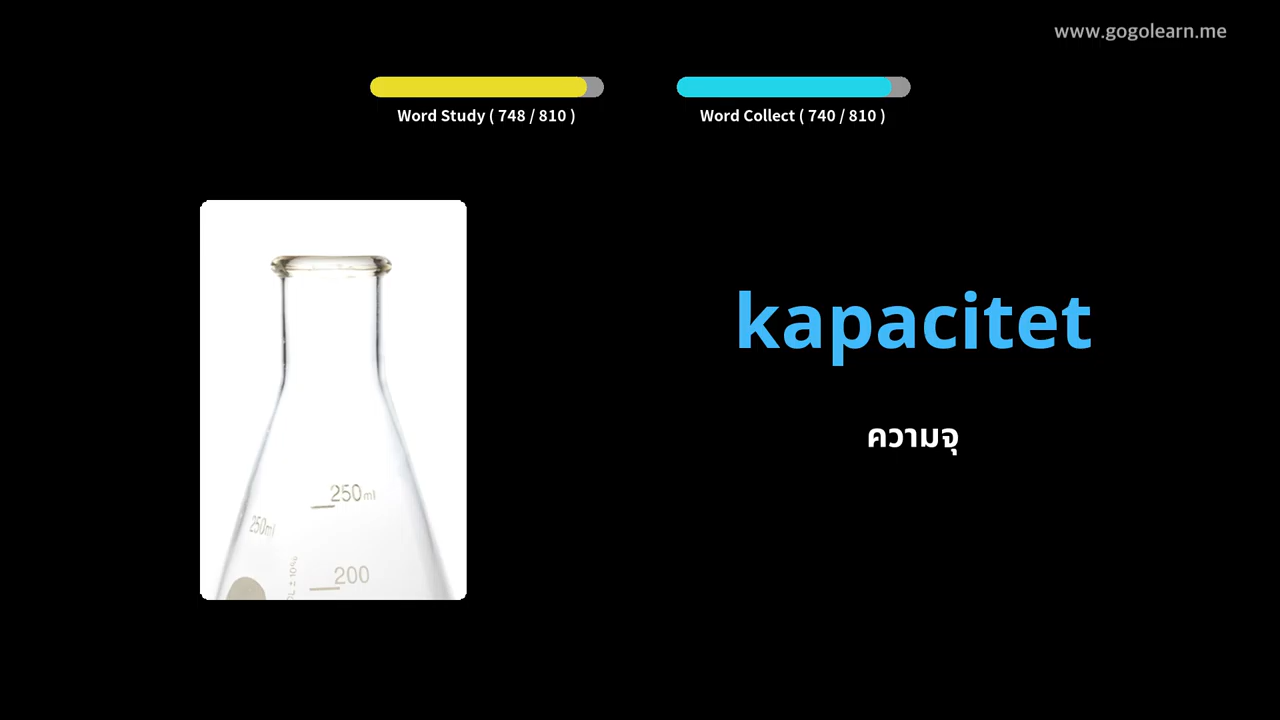 www.gogolearn.me
Word Study ( 748 / 810 )
Word Collect ( 740 / 810 )
kapacitet
ความจุ
250ml
250ml
200